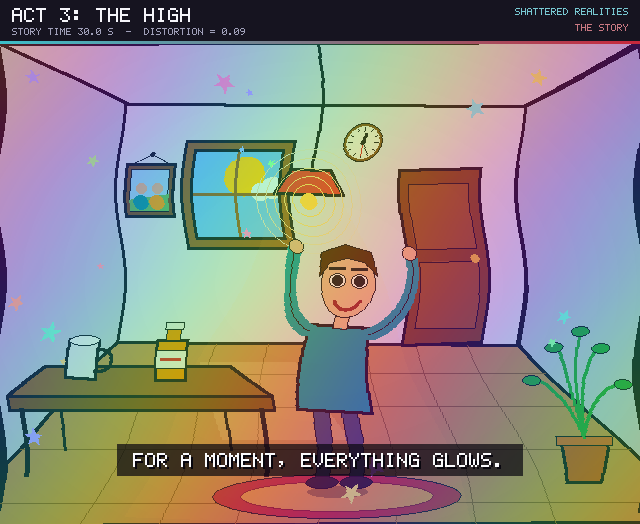 ACT 3: THE HIGH
STORY TIME 30.0 S – DISTORTION = 0.09
SHATTERED REALITIES
THE STORY
FOR A MOMENT, EVERYTHING GLOWS.